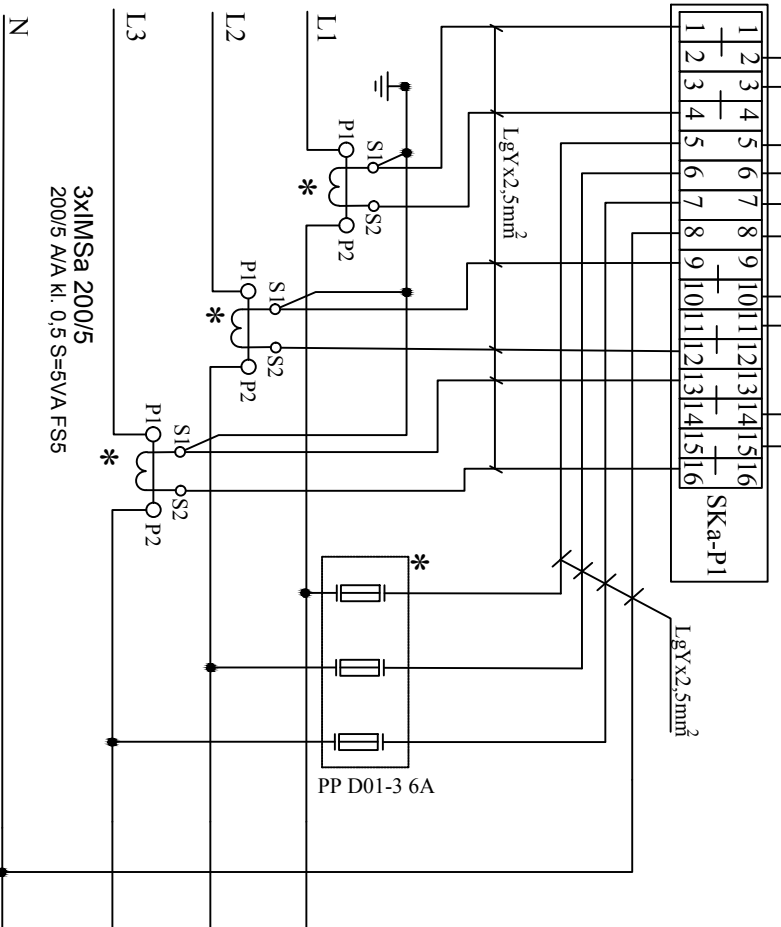 1 2 3 4 5 6 7 8 9 10 11 12 13 14 15 16
1 2 3 4 5 6 7 8 9 10 11 12 13 14 15 16
SKa-P1
LgYx2,5mm²
LgYx2,5mm²
L1
P1 S1 S2 P2
*
L2
P1 S1 S2 P2
*
L3
P1 S1 S2 P2
*
N
3xIMSa 200/5
200/5 A/A kl. 0,5 S=5VA FS5
*
PP D01-3 6A